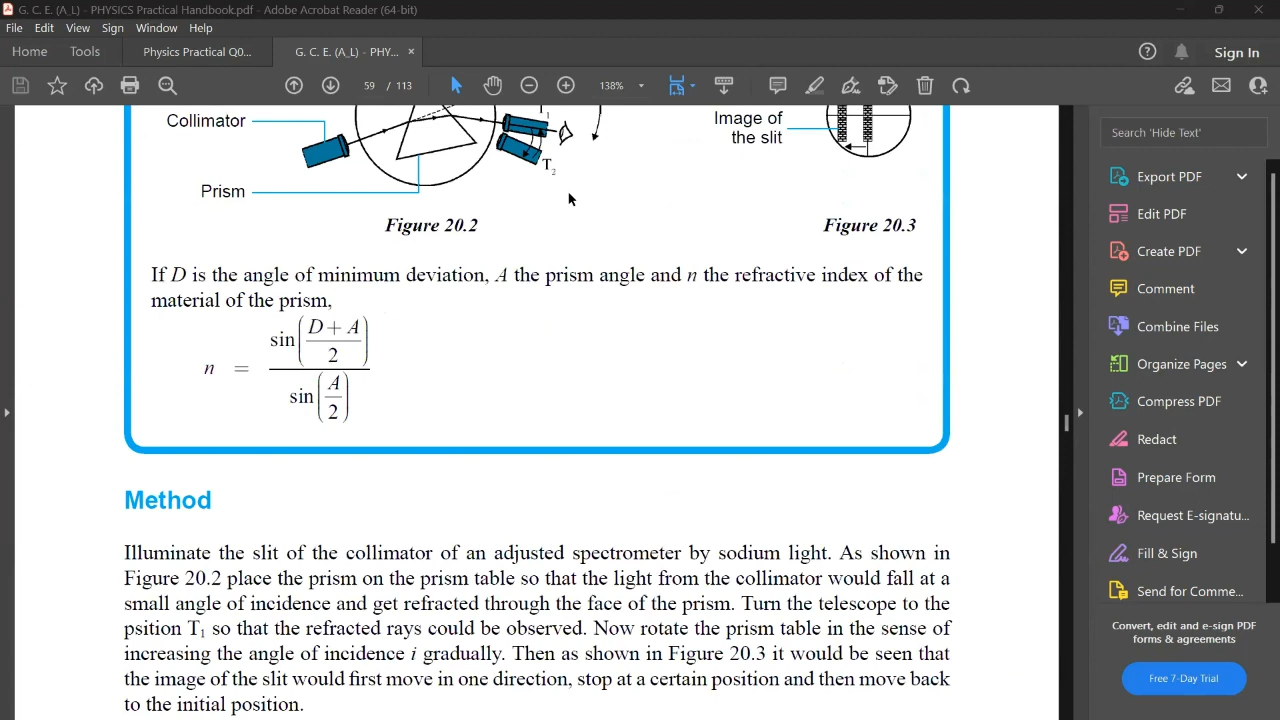 G. C. E. (A_L) - PHYSICS Practical Handbook.pdf - Adobe Acrobat Reader (64-bit)
File Edit View Sign Window Help
Home Tools Physics Practical Q0... G. C. E. (A_L) - PHY... × Sign In
59 / 113 138%
Collimator
Prism
T2
Figure 20.2
Image of
the slit
Figure 20.3
If D is the angle of minimum deviation, A the prism angle and n the refractive index of the
material of the prism,
n = sin(D + A / 2) / sin(A / 2)
Method
Illuminate the slit of the collimator of an adjusted spectrometer by sodium light. As shown in
Figure 20.2 place the prism on the prism table so that the light from the collimator would fall at a
small angle of incidence and get refracted through the face of the prism. Turn the telescope to the
psition T1 so that the refracted rays could be observed. Now rotate the prism table in the sense of
increasing the angle of incidence i gradually. Then as shown in Figure 20.3 it would be seen that
the image of the slit would first move in one direction, stop at a certain position and then move back
to the initial position.
Search 'Hide Text'
Export PDF
Edit PDF
Create PDF
Comment
Combine Files
Organize Pages
Compress PDF
Redact
Prepare Form
Request E-signatu...
Fill & Sign
Send for Comme...
Convert, edit and e-sign PDF
forms & agreements
Free 7-Day Trial